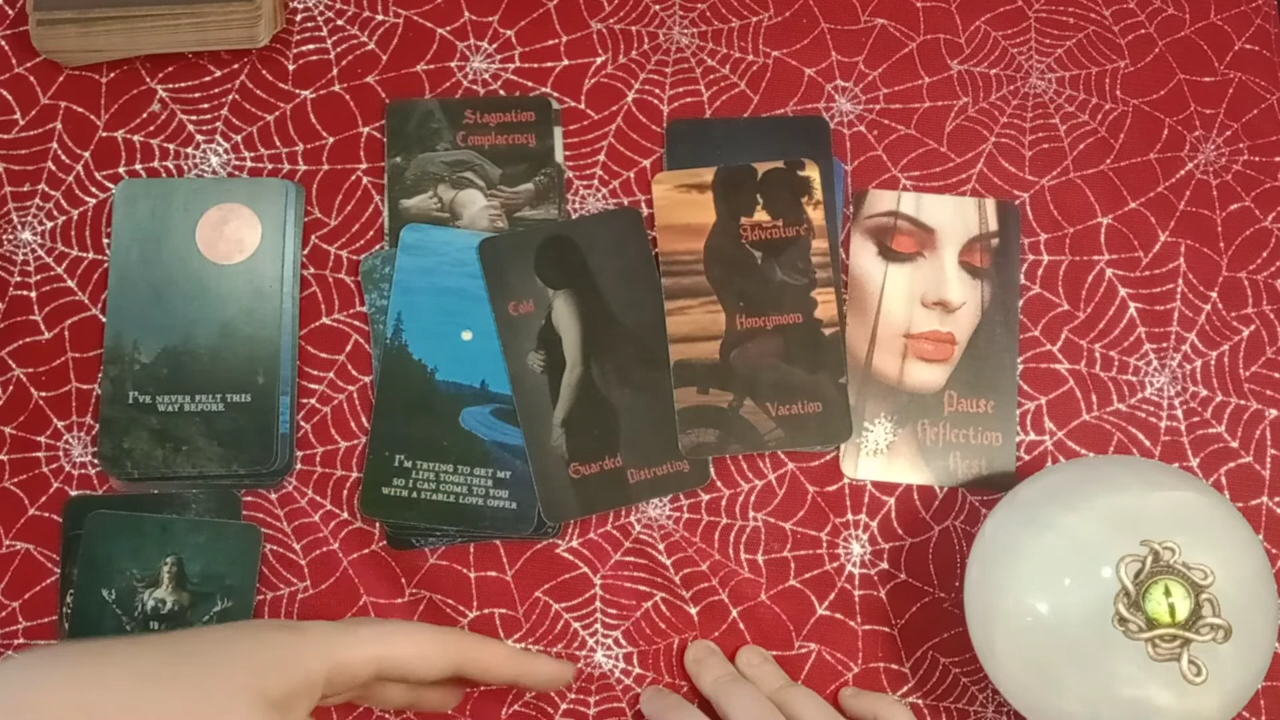 Stagnation
Complacency
I'VE NEVER FELT THIS
WAY BEFORE
I'M TRYING TO GET MY
LIFE TOGETHER
SO I CAN COME TO YOU
WITH A STABLE LOVE OFFER
Cold
Guarded
Distrusting
Adventure
Honeymoon
Vacation
Pause
Reflection
Rest